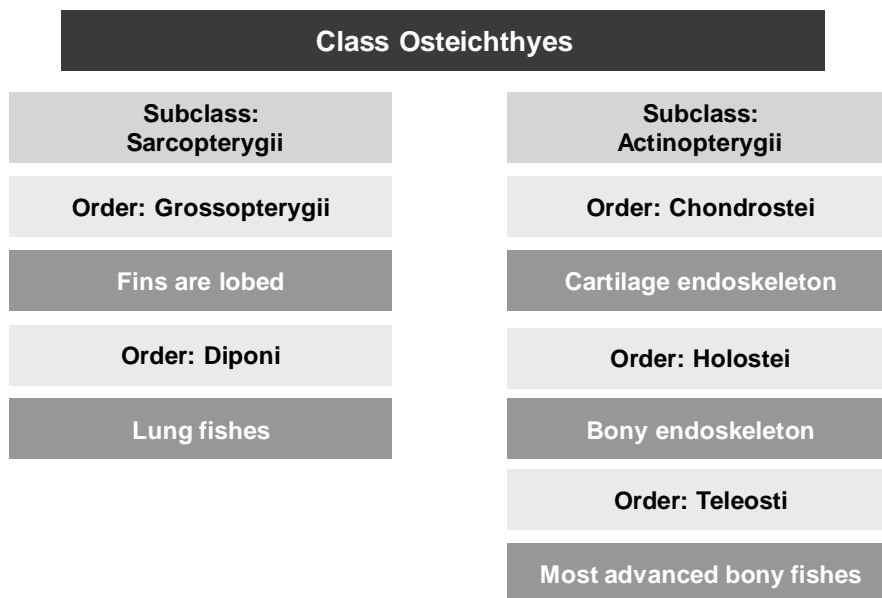 Class Osteichthyes
Subclass:
Sarcopterygii
Order: Grossopterygii
Fins are lobed
Order: Diponi
Lung fishes
Subclass:
Actinopterygii
Order: Chondrostei
Cartilage endoskeleton
Order: Holostei
Bony endoskeleton
Order: Teleosti
Most advanced bony fishes